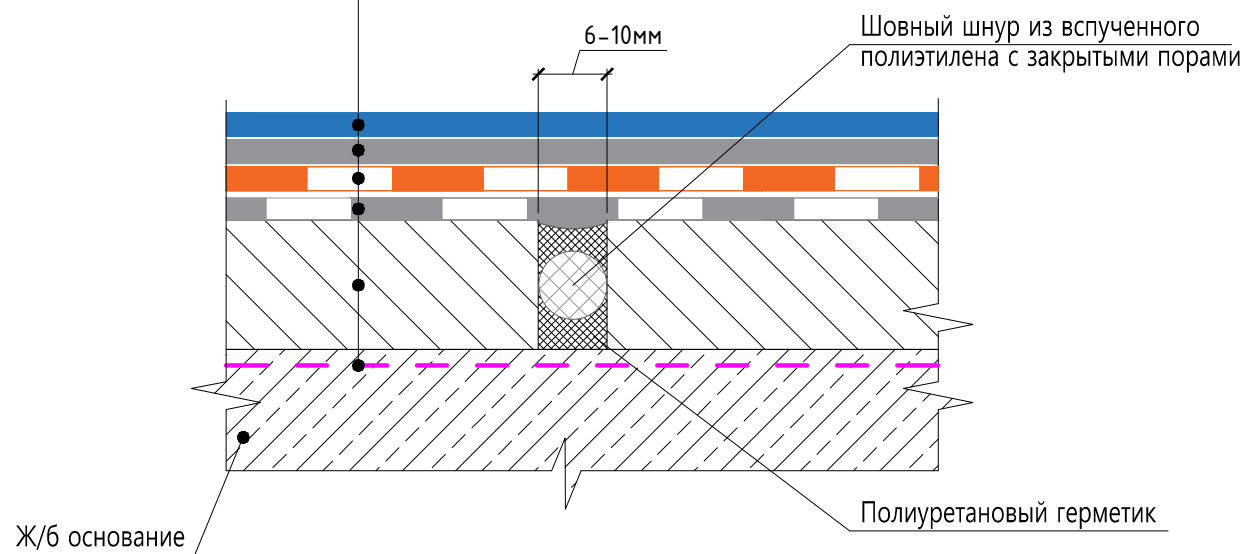 6-10мм
Шовный шнур из вспученного
полиэтилена с закрытыми порами
Полиуретановый герметик
Ж/б основание